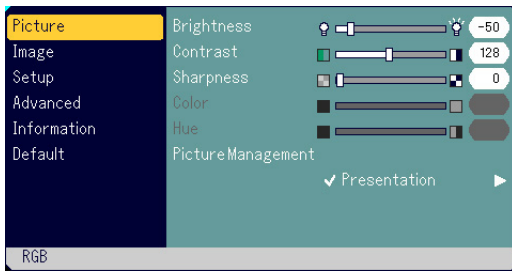 Picture
Image
Setup
Advanced
Information
Default
Brightness -50
Contrast 128
Sharpness 0
Color
Hue
Picture Management
✓ Presentation
RGB